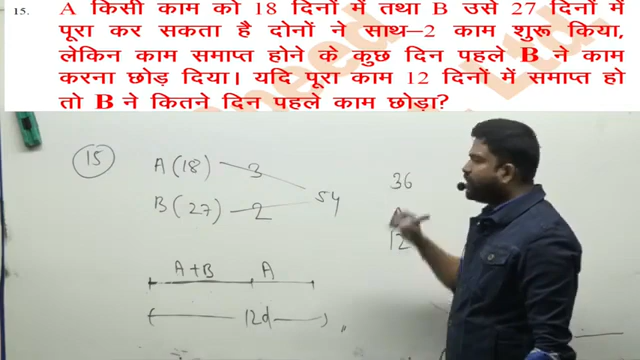 15. A किसी काम को 18 दिनों में तथा B उसे 27 दिनों में
पूरा कर सकता है दोनों ने साथ–2 काम शुरू किया,
लेकिन काम समाप्त होने के कुछ दिन पहले B ने काम
करना छोड़ दिया। यदि पूरा काम 12 दिनों में समाप्त हो
तो B ने कितने दिन पहले काम छोड़ा?
15
A (18) 3
54
B (27) 2
36
12
A+B A
12d